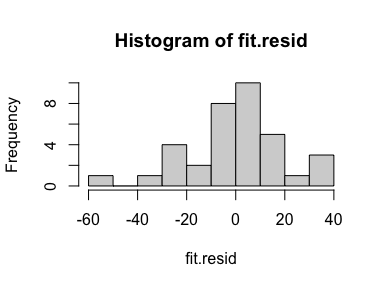 Histogram of fit.resid
Frequency
8
4
0
-60 -40 -20 0 20 40
fit.resid